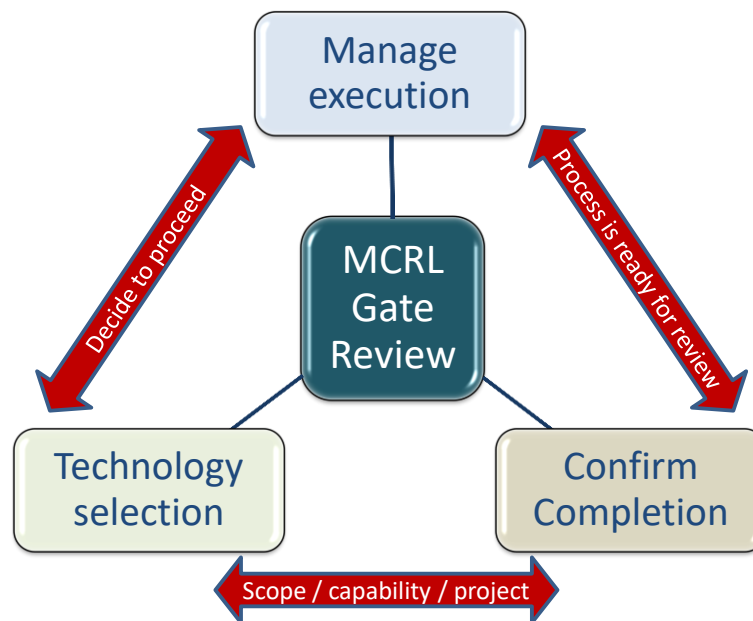 Manage
execution
Decide to proceed
Process is ready for review
MCRL
Gate
Review
Technology
selection
Confirm
Completion
Scope / capability / project